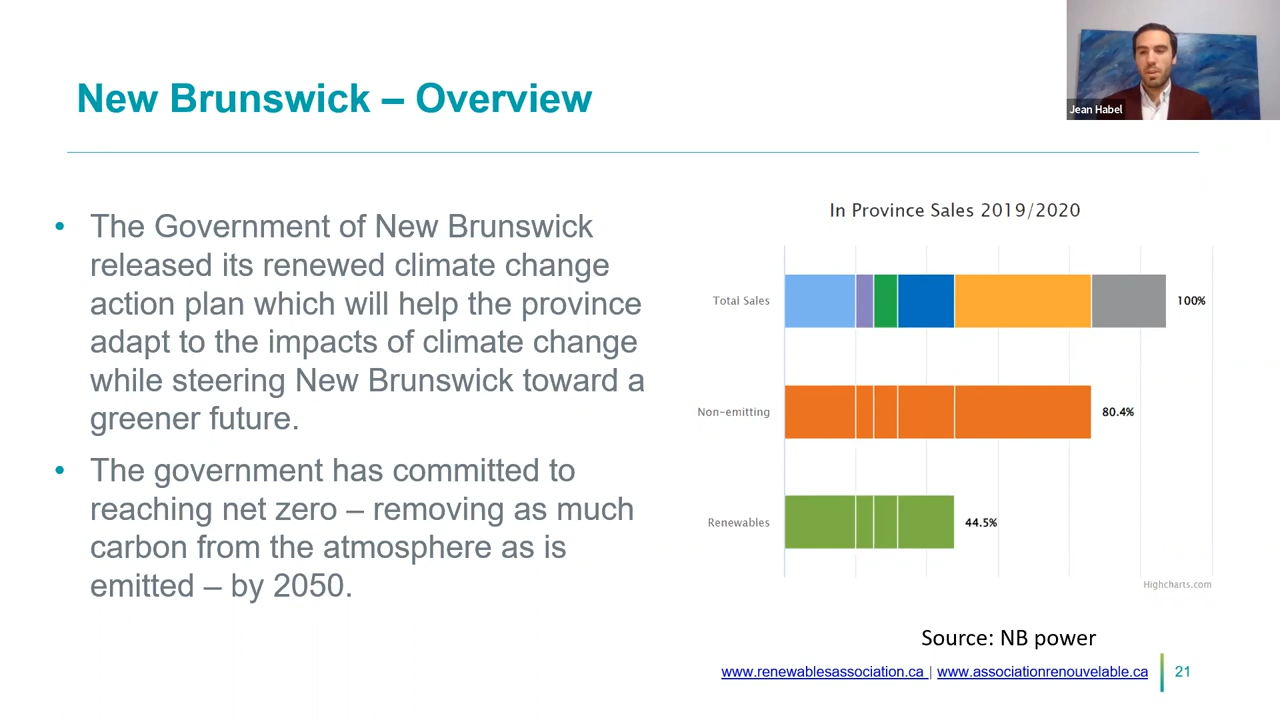 Jean Habel
New Brunswick – Overview
• The Government of New Brunswick
released its renewed climate change
action plan which will help the province
adapt to the impacts of climate change
while steering New Brunswick toward a
greener future.
• The government has committed to
reaching net zero – removing as much
carbon from the atmosphere as is
emitted – by 2050.
In Province Sales 2019/2020
Total Sales 100%
Non-emitting 80.4%
Renewables 44.5%
Highcharts.com
Source: NB power
www.renewablesassociation.ca | www.associationrenouvelable.ca 21